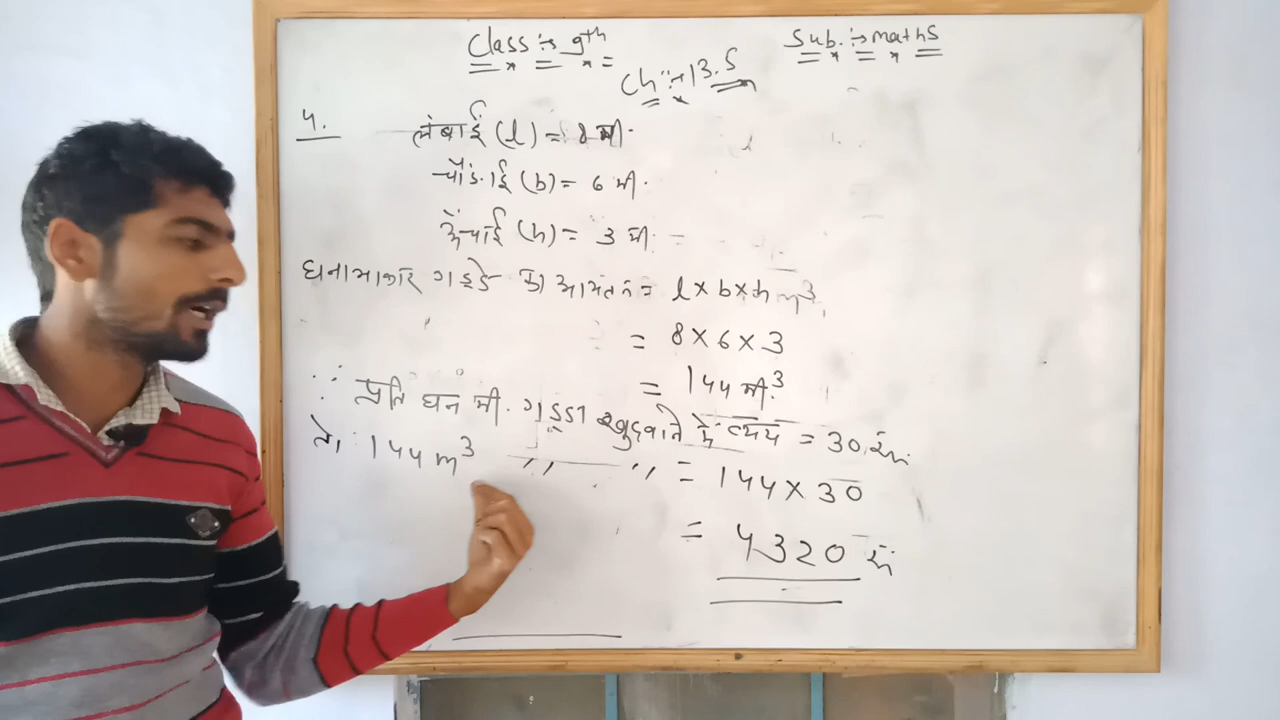 Class :- 9th
Sub. :- maths
Ch :- 13.5
4.
लंबाई (l) = 8 मी.
चौड़ाई (b) = 6 मी.
ऊँचाई (h) = 3 मी.
घनाभाकार गड्डे का आयतन = l × b × h m³
= 8 × 6 × 3
= 144 मी.³
∵ प्रति घन मी. गड्डा खुदवाने में व्यय = 30 रू
तो, 144 m³ ,, —— ,, = 144 × 30
= 4320 रू